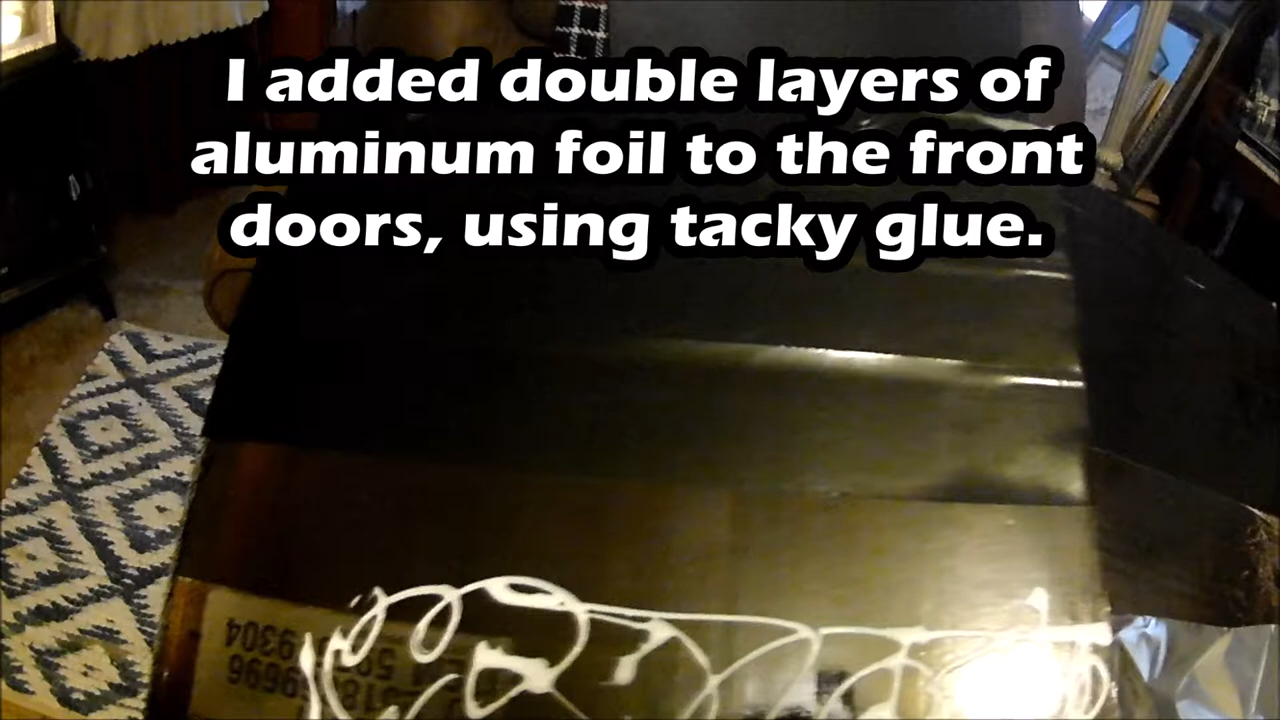 I added double layers of
aluminum foil to the front
doors, using tacky glue.